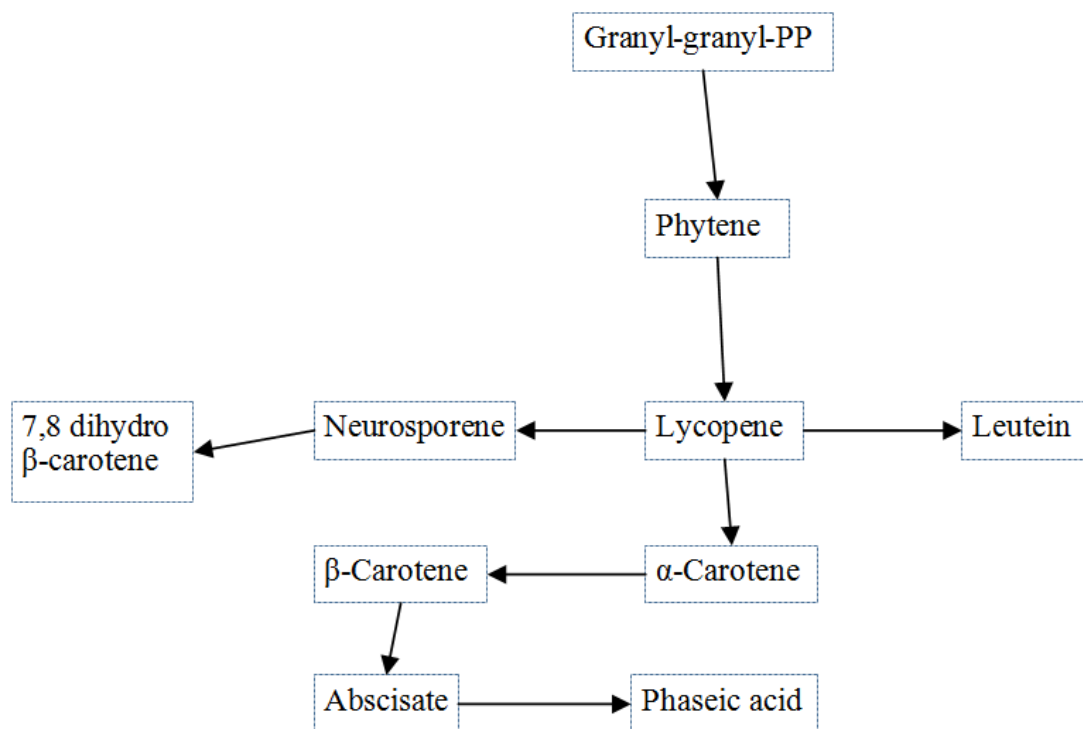 Granyl-granyl-PP
Phytene
7,8 dihydro
β-carotene
Neurosporene
Lycopene
Leutein
β-Carotene
α-Carotene
Abscisate
Phaseic acid